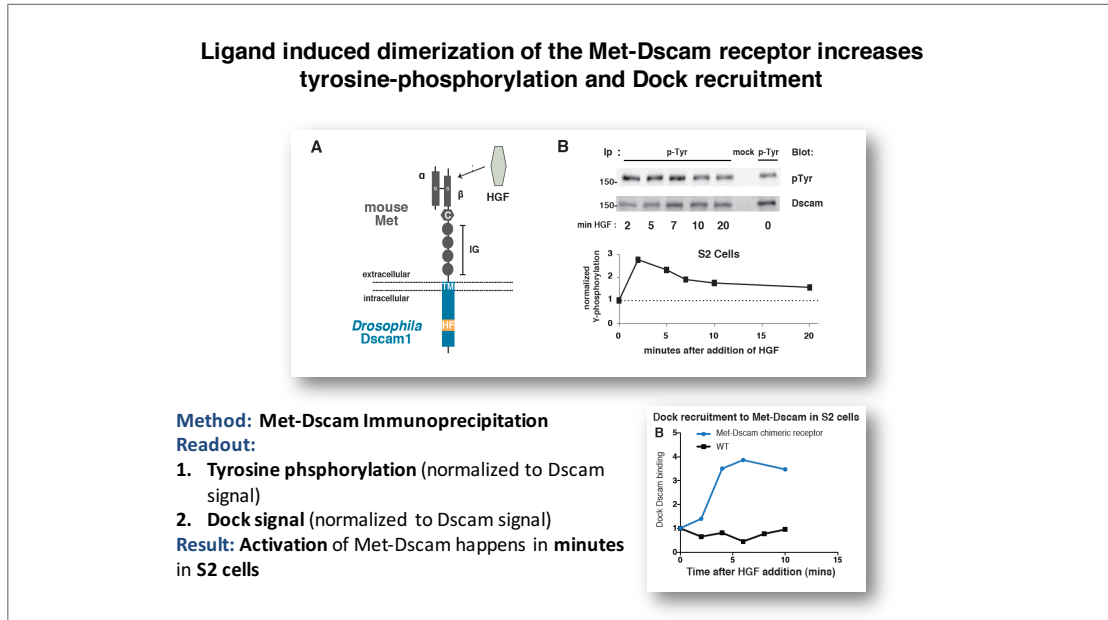 Ligand induced dimerization of the Met-Dscam receptor increases
tyrosine-phosphorylation and Dock recruitment
A
α
β
HGF
mouse
Met
S S
C
IG
extracellular
TM
intracellular
Drosophila
Dscam1
HF
B
Ip : p-Tyr mock p-Tyr Blot:
150- pTyr
150- Dscam
min HGF : 2 5 7 10 20 0
S2 Cells
normalized
Y-phosphorylation
3
2
1
0
0 5 10 15 20
minutes after addition of HGF
Method: Met-Dscam Immunoprecipitation
Readout:
1. Tyrosine phsphorylation (normalized to Dscam
signal)
2. Dock signal (normalized to Dscam signal)
Result: Activation of Met-Dscam happens in minutes
in S2 cells
Dock recruitment to Met-Dscam in S2 cells
B
Met-Dscam chimeric receptor
WT
Dock Dscam binding
5
4
3
2
1
0
0 5 10 15
Time after HGF addition (mins)